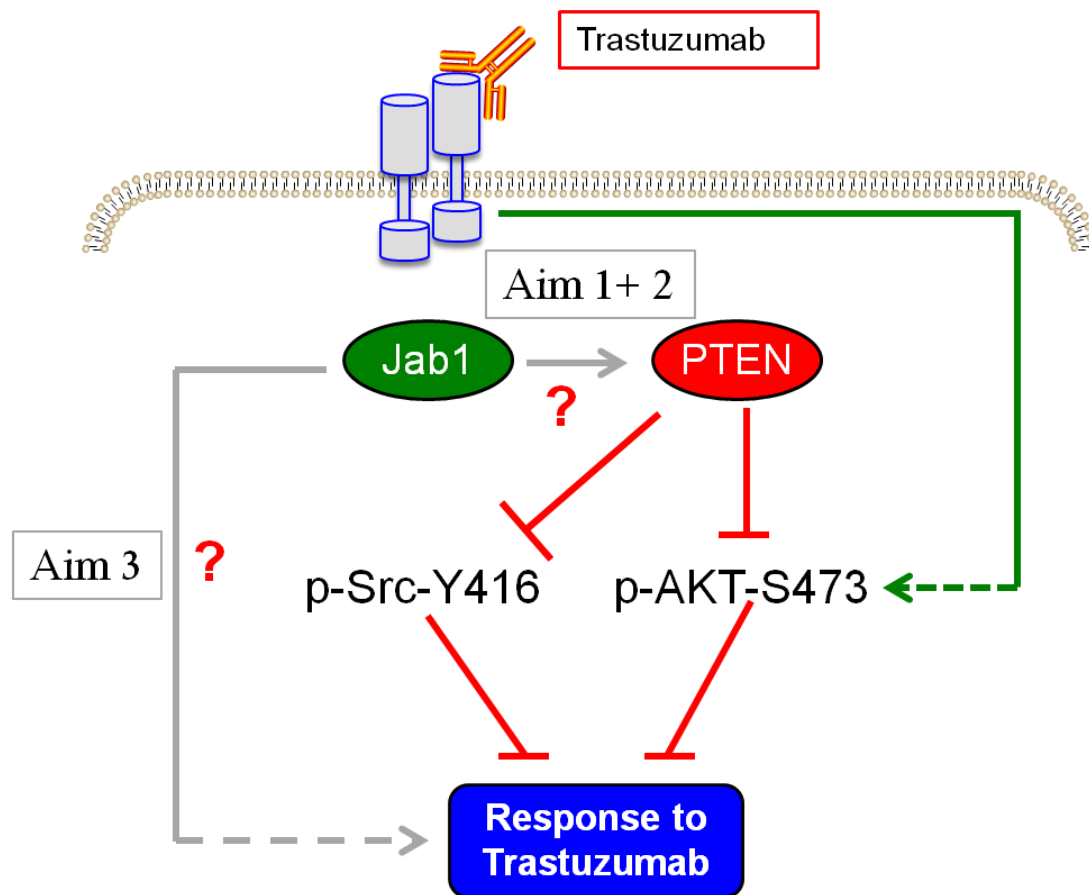 Trastuzumab
Aim 1+ 2
Jab1
PTEN
?
Aim 3
?
p-Src-Y416
p-AKT-S473
Response to
Trastuzumab